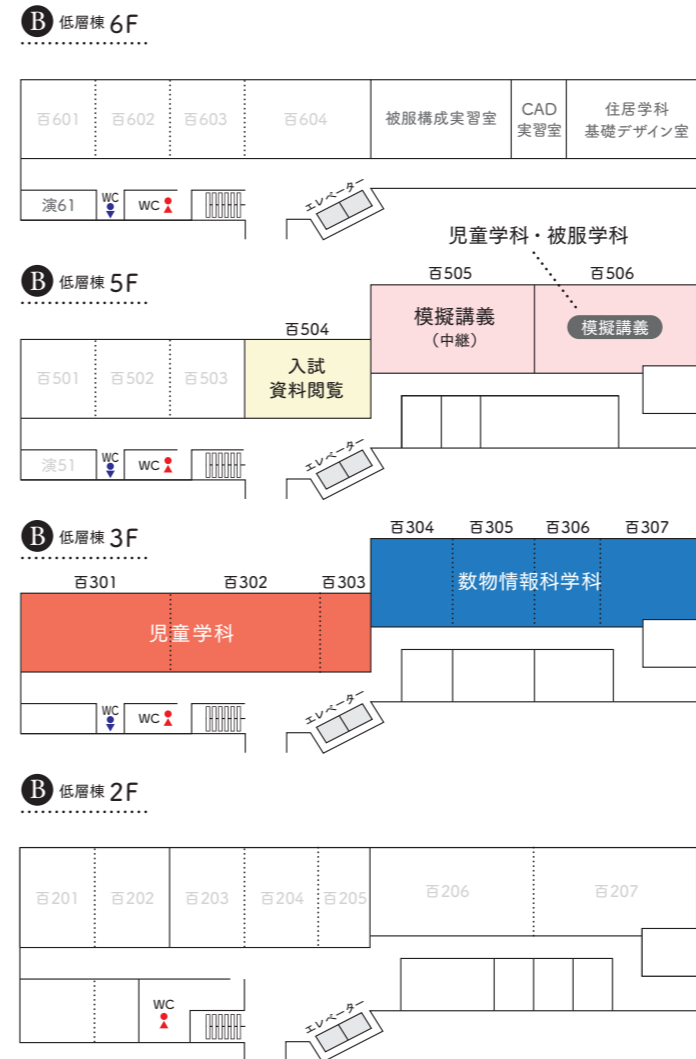 B 低層棟 6F
百601 百602 百603 百604 被服構成実習室 CAD実習室 住居学科基礎デザイン室
演61 WC WC エレベーター
児童学科・被服学科
B 低層棟 5F
百505 百506
百504
模擬講義
（中継）
模擬講義
百501 百502 百503 入試
資料閲覧
演51 WC WC エレベーター
B 低層棟 3F
百304 百305 百306 百307
百301 百302 百303
数物情報科学科
児童学科
WC WC エレベーター
B 低層棟 2F
百201 百202 百203 百204 百205 百206 百207
WC エレベーター